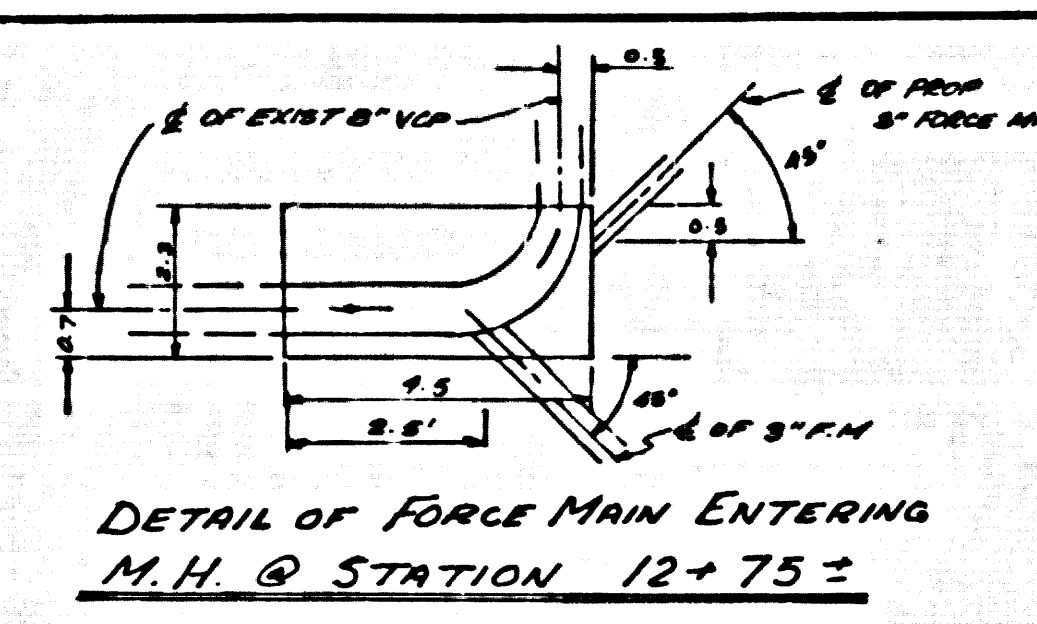 0.5
℄ OF EXIST 8" VCP
℄ OF PROP
3" FORCE
45°
0.5
2.3
0.7
4.5
2.5'
45°
℄ OF 3" F.M
DETAIL OF FORCE MAIN ENTERING
M.H. @ STATION 12+75 ±